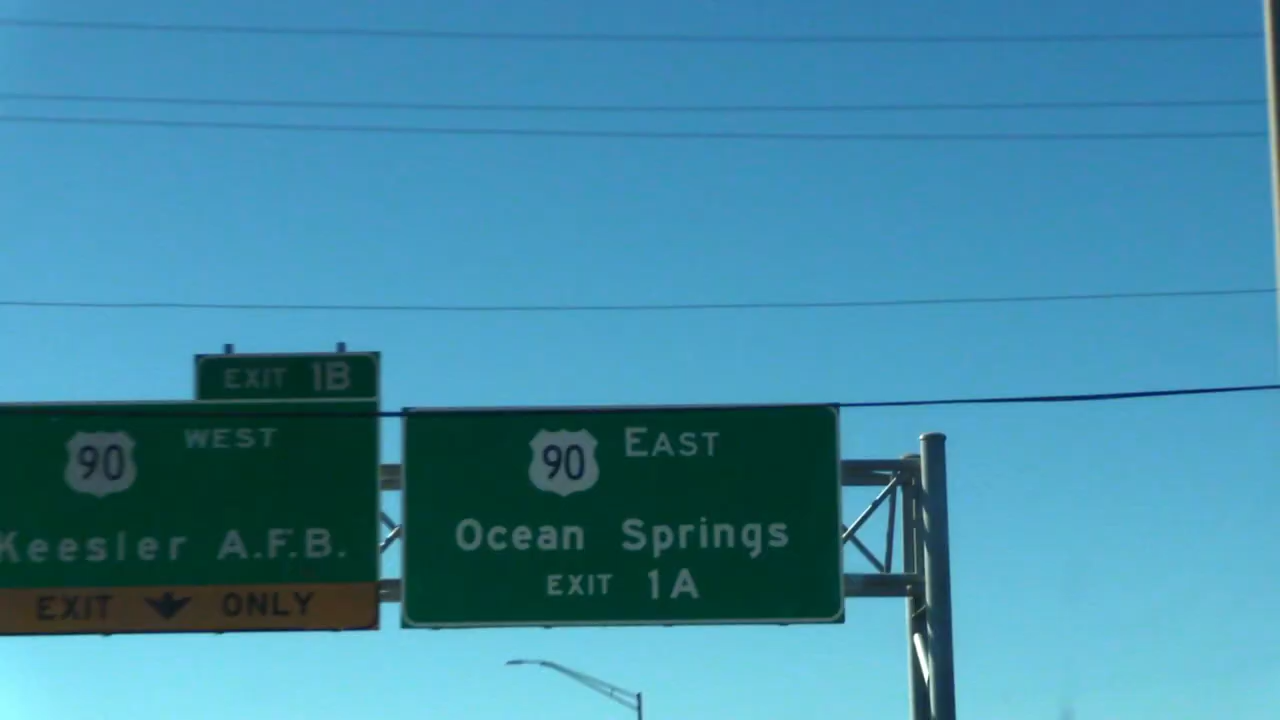 EXIT 1B
90 WEST
Keesler A.F.B.
EXIT ONLY
90 EAST
Ocean Springs
EXIT 1A